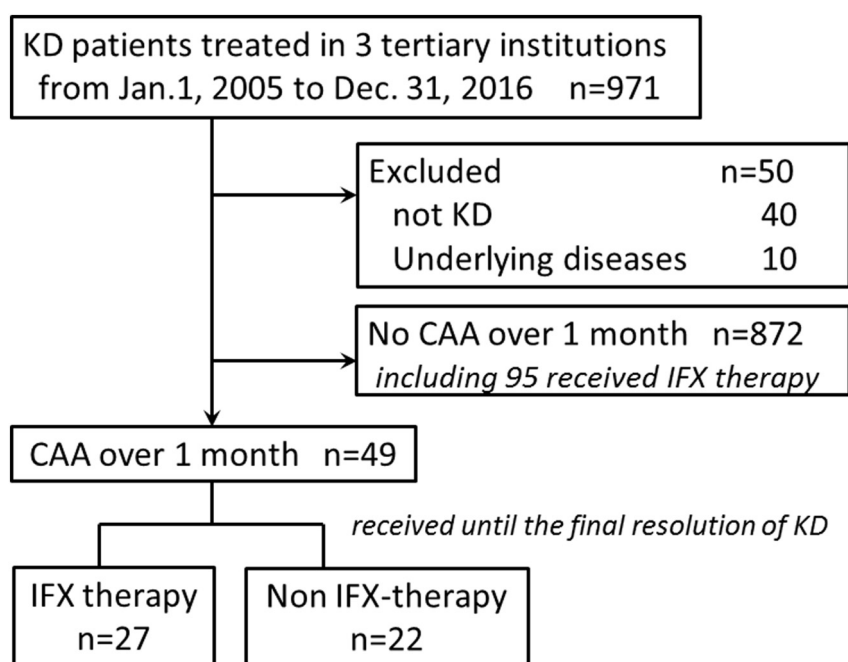 KD patients treated in 3 tertiary institutions
from Jan.1, 2005 to Dec. 31, 2016 n=971
Excluded n=50
not KD 40
Underlying diseases 10
No CAA over 1 month n=872
including 95 received IFX therapy
CAA over 1 month n=49
received until the final resolution of KD
IFX therapy
n=27
Non IFX-therapy
n=22